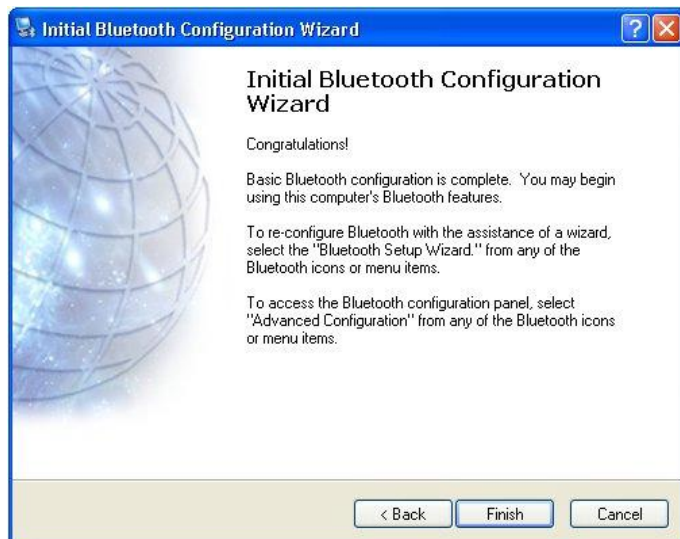 Initial Bluetooth Configuration Wizard
?
X
Initial Bluetooth Configuration
Wizard
Congratulations!
Basic Bluetooth configuration is complete. You may begin
using this computer's Bluetooth features.
To re-configure Bluetooth with the assistance of a wizard,
select the "Bluetooth Setup Wizard." from any of the
Bluetooth icons or menu items.
To access the Bluetooth configuration panel, select
"Advanced Configuration" from any of the Bluetooth icons
or menu items.
< Back
Finish
Cancel